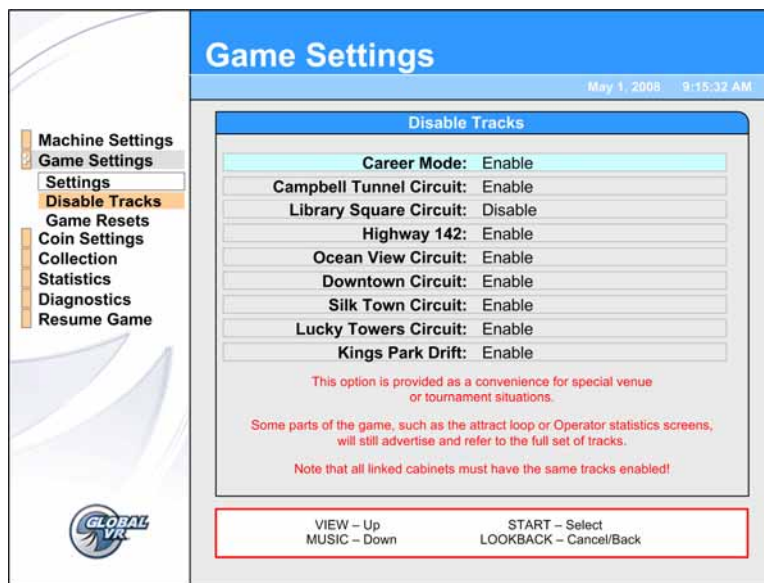 Game Settings
May 1, 2008 9:15:32 AM
Machine Settings
Game Settings
Settings
Disable Tracks
Game Resets
Coin Settings
Collection
Statistics
Diagnostics
Resume Game
Disable Tracks
Career Mode: Enable
Campbell Tunnel Circuit: Enable
Library Square Circuit: Disable
Highway 142: Enable
Ocean View Circuit: Enable
Downtown Circuit: Enable
Silk Town Circuit: Enable
Lucky Towers Circuit: Enable
Kings Park Drift: Enable
This option is provided as a convenience for special venue
or tournament situations.
Some parts of the game, such as the attract loop or Operator statistics screens,
will still advertise and refer to the full set of tracks.
Note that all linked cabinets must have the same tracks enabled!
GLOBAL
VR
VIEW – Up START – Select
MUSIC – Down LOOKBACK – Cancel/Back